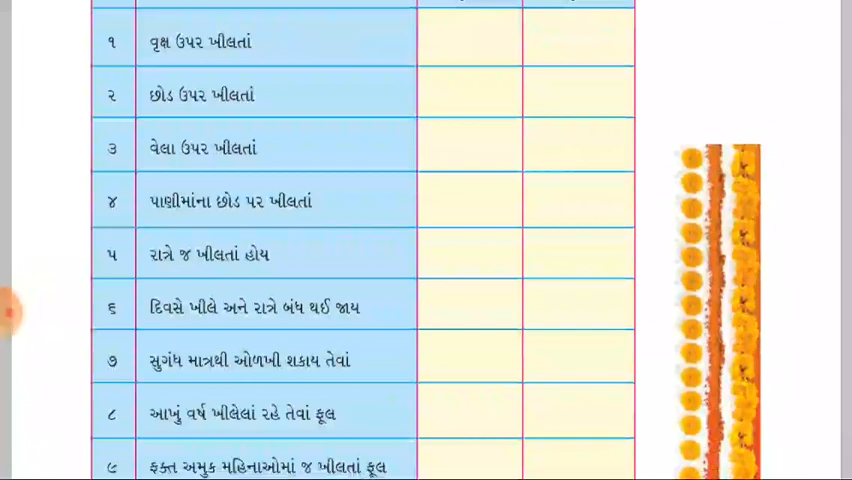 ૧ વૃક્ષ ઉપર ખીલતાં
૨ છોડ ઉપર ખીલતાં
૩ વેલા ઉપર ખીલતાં
૪ પાણીમાંના છોડ પર ખીલતાં
૫ રાત્રે જ ખીલતાં હોય
૬ દિવસે ખીલે અને રાત્રે બંધ થઈ જાય
૭ સુગંધ માત્રથી ઓળખી શકાય તેવાં
૮ આખું વર્ષ ખીલેલાં રહે તેવાં ફૂલ
૯ ફક્ત અમુક મહિનાઓમાં જ ખીલતાં ફૂલ